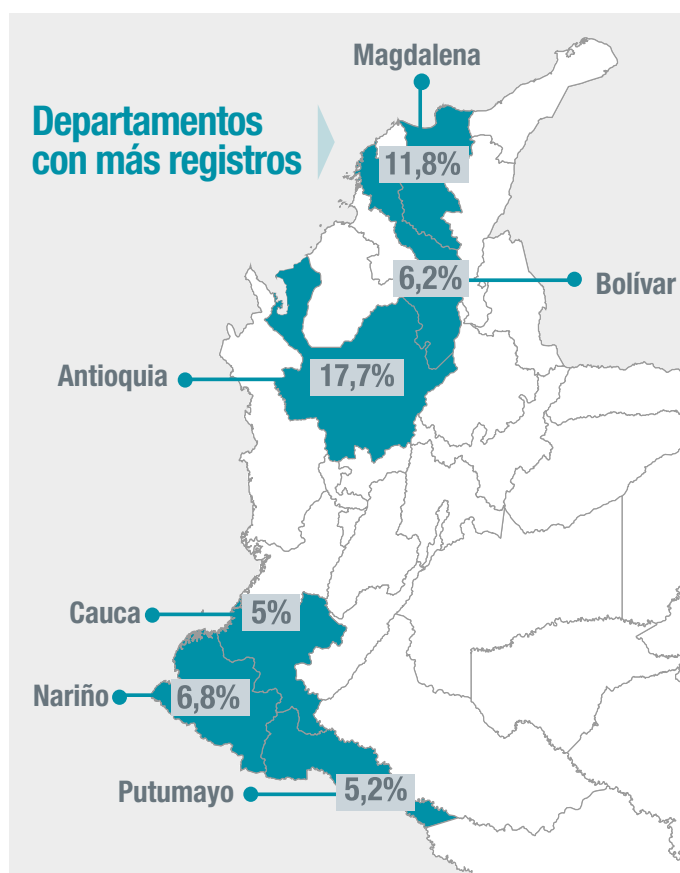 Magdalena
Departamentos
con más registros
11,8%
6,2%
Bolívar
Antioquia
17,7%
Cauca
5%
Nariño
6,8%
Putumayo
5,2%